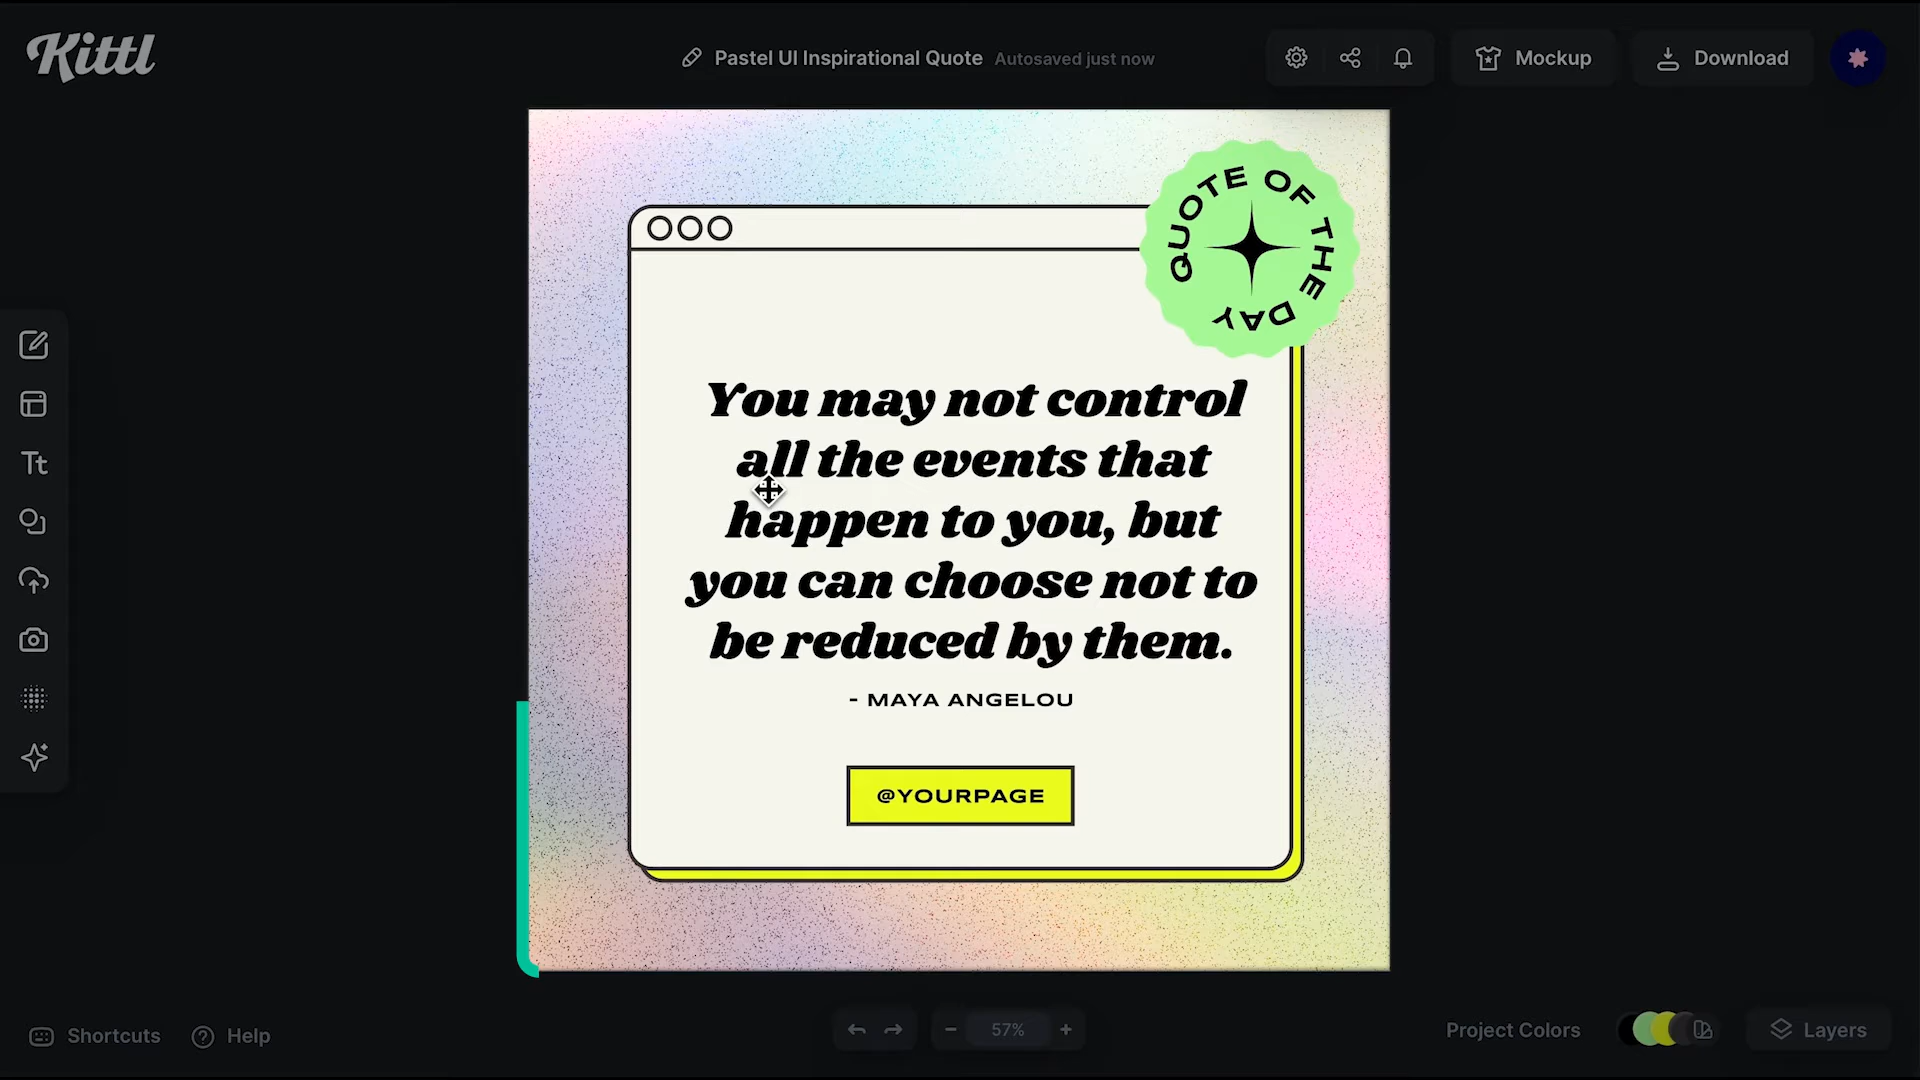 Kittl
Pastel UI Inspirational Quote Autosaved just now
Mockup
Download
QUOTE OF THE DAY
You may not control
all the events that
happen to you, but
you can choose not to
be reduced by them.
- MAYA ANGELOU
@YOURPAGE
Tt
Shortcuts
Help
57%
Project Colors
Layers